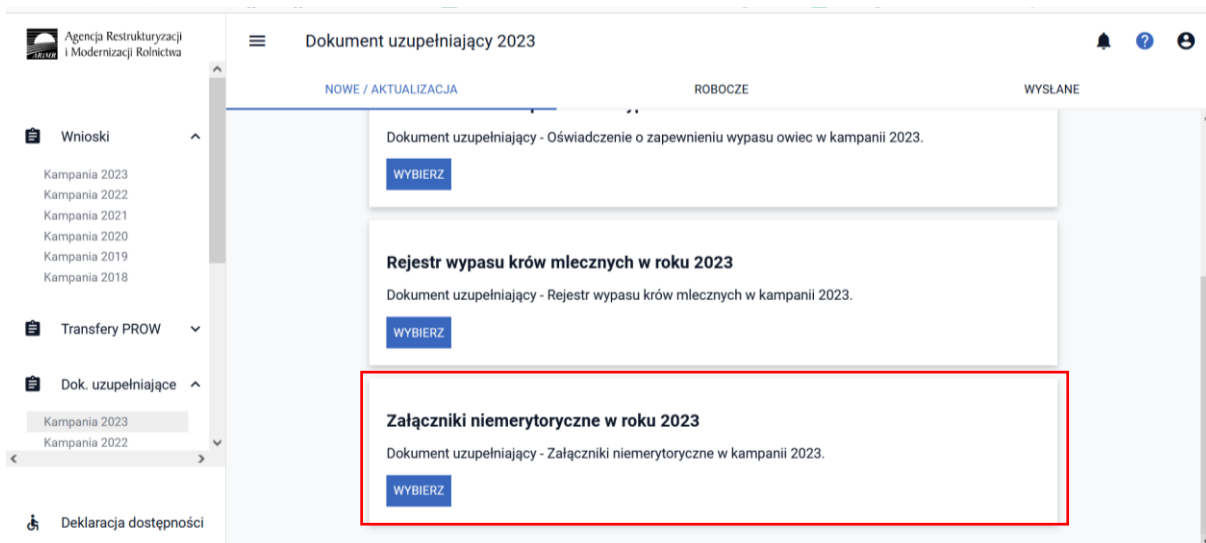 Agencja Restrukturyzacji
i Modernizacji Rolnictwa
ARiMR
Dokument uzupełniający 2023
NOWE / AKTUALIZACJA
ROBOCZE
WYSŁANE
Wnioski
Kampania 2023
Kampania 2022
Kampania 2021
Kampania 2020
Kampania 2019
Kampania 2018
Transfery PROW
Dok. uzupełniające
Kampania 2023
Kampania 2022
Deklaracja dostępności
Dokument uzupełniający - Oświadczenie o zapewnieniu wypasu owiec w kampanii 2023.
WYBIERZ
Rejestr wypasu krów mlecznych w roku 2023
Dokument uzupełniający - Rejestr wypasu krów mlecznych w kampanii 2023.
WYBIERZ
Załączniki niemerytoryczne w roku 2023
Dokument uzupełniający - Załączniki niemerytoryczne w kampanii 2023.
WYBIERZ